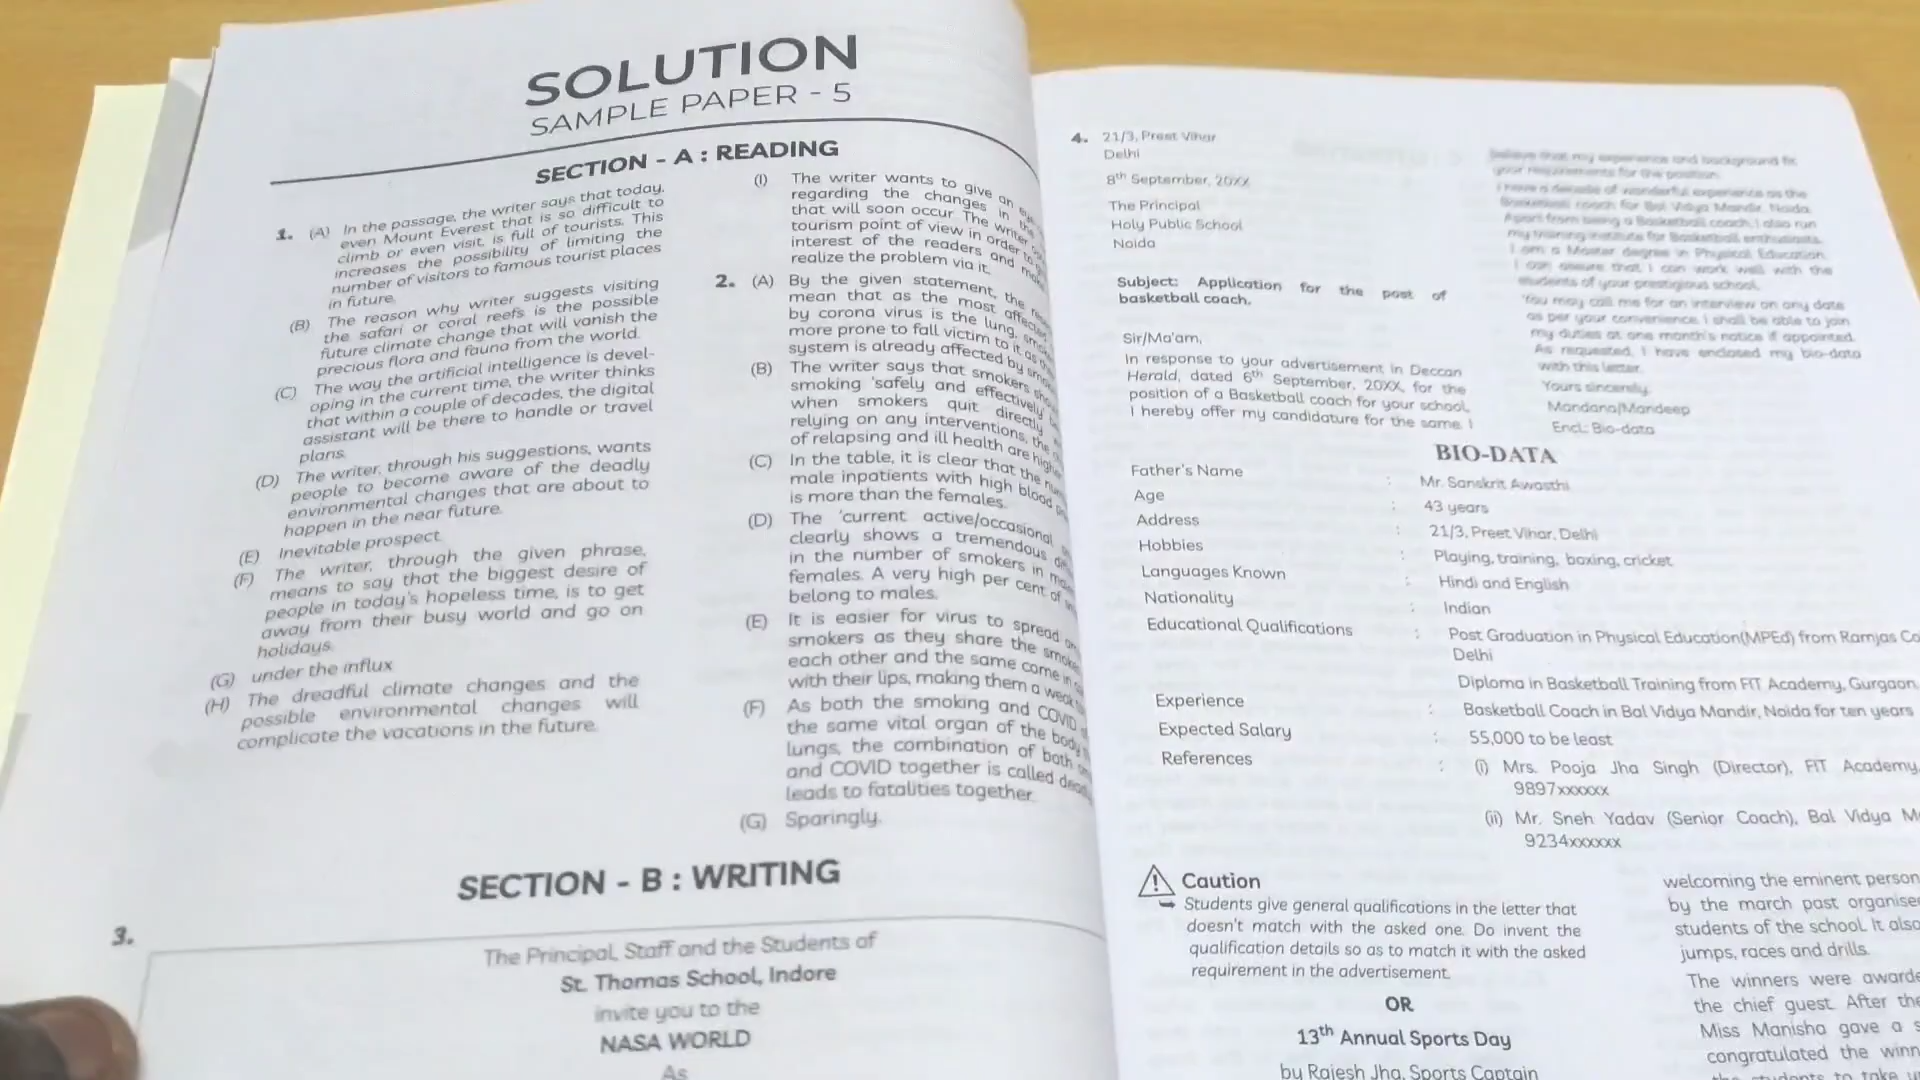 SOLUTION
SAMPLE PAPER - 5
SECTION - A : READING
1. (A) In the passage, the writer says that today,
even Mount Everest that is so difficult to
climb or even visit, is full of tourists. This
increases the possibility of limiting the
number of visitors to famous tourist places
in future.
(B) The reason why writer suggests visiting
the safari or coral reefs is the possible
future climate change that will vanish the
precious flora and fauna from the world.
(C) The way the artificial intelligence is devel-
oping in the current time, the writer thinks
that within a couple of decades, the digital
assistant will be there to handle or travel
plans.
(D) The writer, through his suggestions, wants
people to become aware of the deadly
environmental changes that are about to
happen in the near future.
(E) Inevitable prospect.
(F) The writer, through the given phrase,
means to say that the biggest desire of
people in today's hopeless time, is to get
away from their busy world and go on
holidays.
(G) under the influx
(H) The dreadful climate changes and the
possible environmental changes will
complicate the vacations in the future.
(I) The writer wants to give an
regarding the changes in the
that will soon occur. The writer
tourism point of view in order to
interest of the readers and
realize the problem via it.
2. (A) By the given statement, the
mean that as the most affected
by corona virus is the lung,
more prone to fall victim to it, as
system is already affected by
(B) The writer says that smokers
smoking 'safely and effectively'
when smokers quit directly
relying on any interventions, the
of relapsing and ill health are
(C) In the table, it is clear that the
male inpatients with high blood
is more than the females.
(D) The 'current active/occasional
clearly shows a tremendous
in the number of smokers in
females. A very high per cent of
belong to males.
(E) It is easier for virus to spread
smokers as they share the
each other and the same come in
with their lips, making them a
(F) As both the smoking and COVID
the same vital organ of the body
lungs, the combination of both
and COVID together is called
leads to fatalities together.
(G) Sparingly.
SECTION - B : WRITING
3.
The Principal, Staff and the Students of
St. Thomas School, Indore
invite you to the
NASA WORLD
As
4. 21/3, Preet Vihar
Delhi
8th September, 20XX
The Principal
Holy Public School
Noida
Subject: Application for the post of
basketball coach.
Sir/Ma'am,
In response to your advertisement in Deccan
Herald, dated 6th September, 20XX, for the
position of a Basketball coach for your school,
I hereby offer my candidature for the same. I
believe that my experience and background fit
your requirements for the position.
I have a decade of wonderful experience as the
Basketball coach for Bal Vidya Mandir, Noida.
Apart from being a Basketball coach, I also run
my training institute for Basketball enthusiasts.
I am a Master degree in Physical Education.
I can assure that, I can work well with the
students of your prestigious school.
You may call me for an interview on any date
as per your convenience. I shall be able to join
my duties at one month's notice if appointed.
As requested, I have enclosed my bio-data
with this letter.
Yours sincerely,
Mandana/Mandeep
Encl.: Bio-data
BIO-DATA
Father's Name : Mr. Sanskrit Awasthi
Age : 43 years
Address : 21/3, Preet Vihar, Delhi
Hobbies : Playing, training, boxing, cricket
Languages Known : Hindi and English
Nationality : Indian
Educational Qualifications : Post Graduation in Physical Education(MPEd) from Ramjas
Delhi
Diploma in Basketball Training from FIT Academy, Gurgaon
Experience : Basketball Coach in Bal Vidya Mandir, Noida for ten years
Expected Salary : 55,000 to be least
References : (i) Mrs. Pooja Jha Singh (Director), FIT Academy,
9897xxxxxx
(ii) Mr. Sneh Yadav (Senior Coach), Bal Vidya
9234xxxxxx
Caution
Students give general qualifications in the letter that
doesn't match with the asked one. Do invent the
qualification details so as to match it with the asked
requirement in the advertisement.
OR
13th Annual Sports Day
by Rajesh Jha, Sports Captain
welcoming the eminent person
by the march past
students of the school. It also
jumps, races and drills.
The winners were
the chief guest. After the
Miss Manisha gave a
congratulated the
the students to take